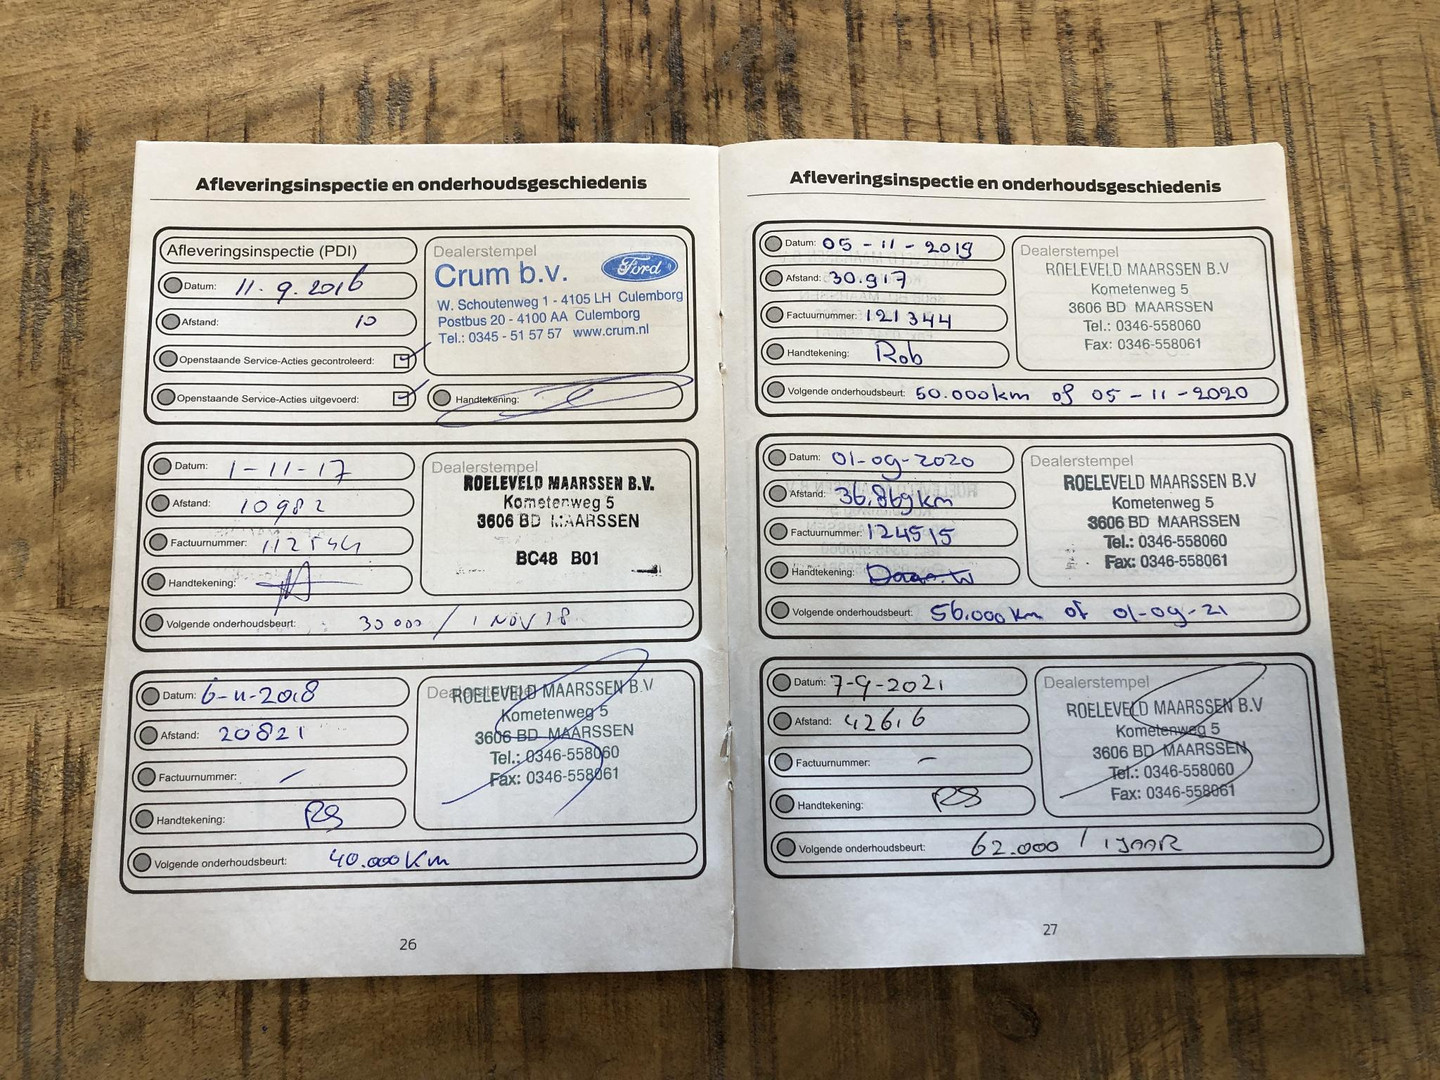 Afleveringsinspectie en onderhoudsgeschiedenis
Afleveringsinspectie (PDI)
Datum: 11.9.2016
Afstand: 10
Openstaande Service-Acties gecontroleerd:
Openstaande Service-Acties uitgevoerd:
Dealerstempel
Crum b.v. Ford
W. Schoutenweg 1 - 4105 LH Culemborg
Postbus 20 - 4100 AA Culemborg
Tel.: 0345 - 51 57 57 www.crum.nl
Handtekening:
Datum: 1-11-17
Afstand: 10982
Factuurnummer:
Handtekening:
Dealerstempel
ROELEVELD MAARSSEN B.V.
Kometenweg 5
3606 BD MAARSSEN
BC48 B01
Volgende onderhoudsbeurt: 30 000 / 1 NOV 18
Datum: 6-11-2018
Afstand: 20821
Factuurnummer: -
Handtekening: RS
Dealerstempel
ROELEVELD MAARSSEN B.V
Kometenweg 5
3606 BD MAARSSEN
Tel.: 0346-558060
Fax: 0346-558061
Volgende onderhoudsbeurt: 40.000 Km
26
Afleveringsinspectie en onderhoudsgeschiedenis
Datum: 05-11-2019
Afstand: 30.917
Factuurnummer: 121344
Handtekening: Rob
Dealerstempel
ROELEVELD MAARSSEN B.V
Kometenweg 5
3606 BD MAARSSEN
Tel.: 0346-558060
Fax: 0346-558061
Volgende onderhoudsbeurt: 50.000km of 05-11-2020
Datum: 01-09-2020
Afstand: 36.869km
Factuurnummer: 124515
Handtekening:
Dealerstempel
ROELEVELD MAARSSEN B.V
Kometenweg 5
3606 BD MAARSSEN
Tel.: 0346-558060
Fax: 0346-558061
Volgende onderhoudsbeurt: 56.000km of 01-09-21
Datum: 7-9-2021
Afstand: 42616
Factuurnummer: -
Handtekening: RS
Dealerstempel
ROELEVELD MAARSSEN B.V
Kometenweg 5
3606 BD MAARSSEN
Tel.: 0346-558060
Fax: 0346-558061
Volgende onderhoudsbeurt: 62.000 / 1 JAAR
27